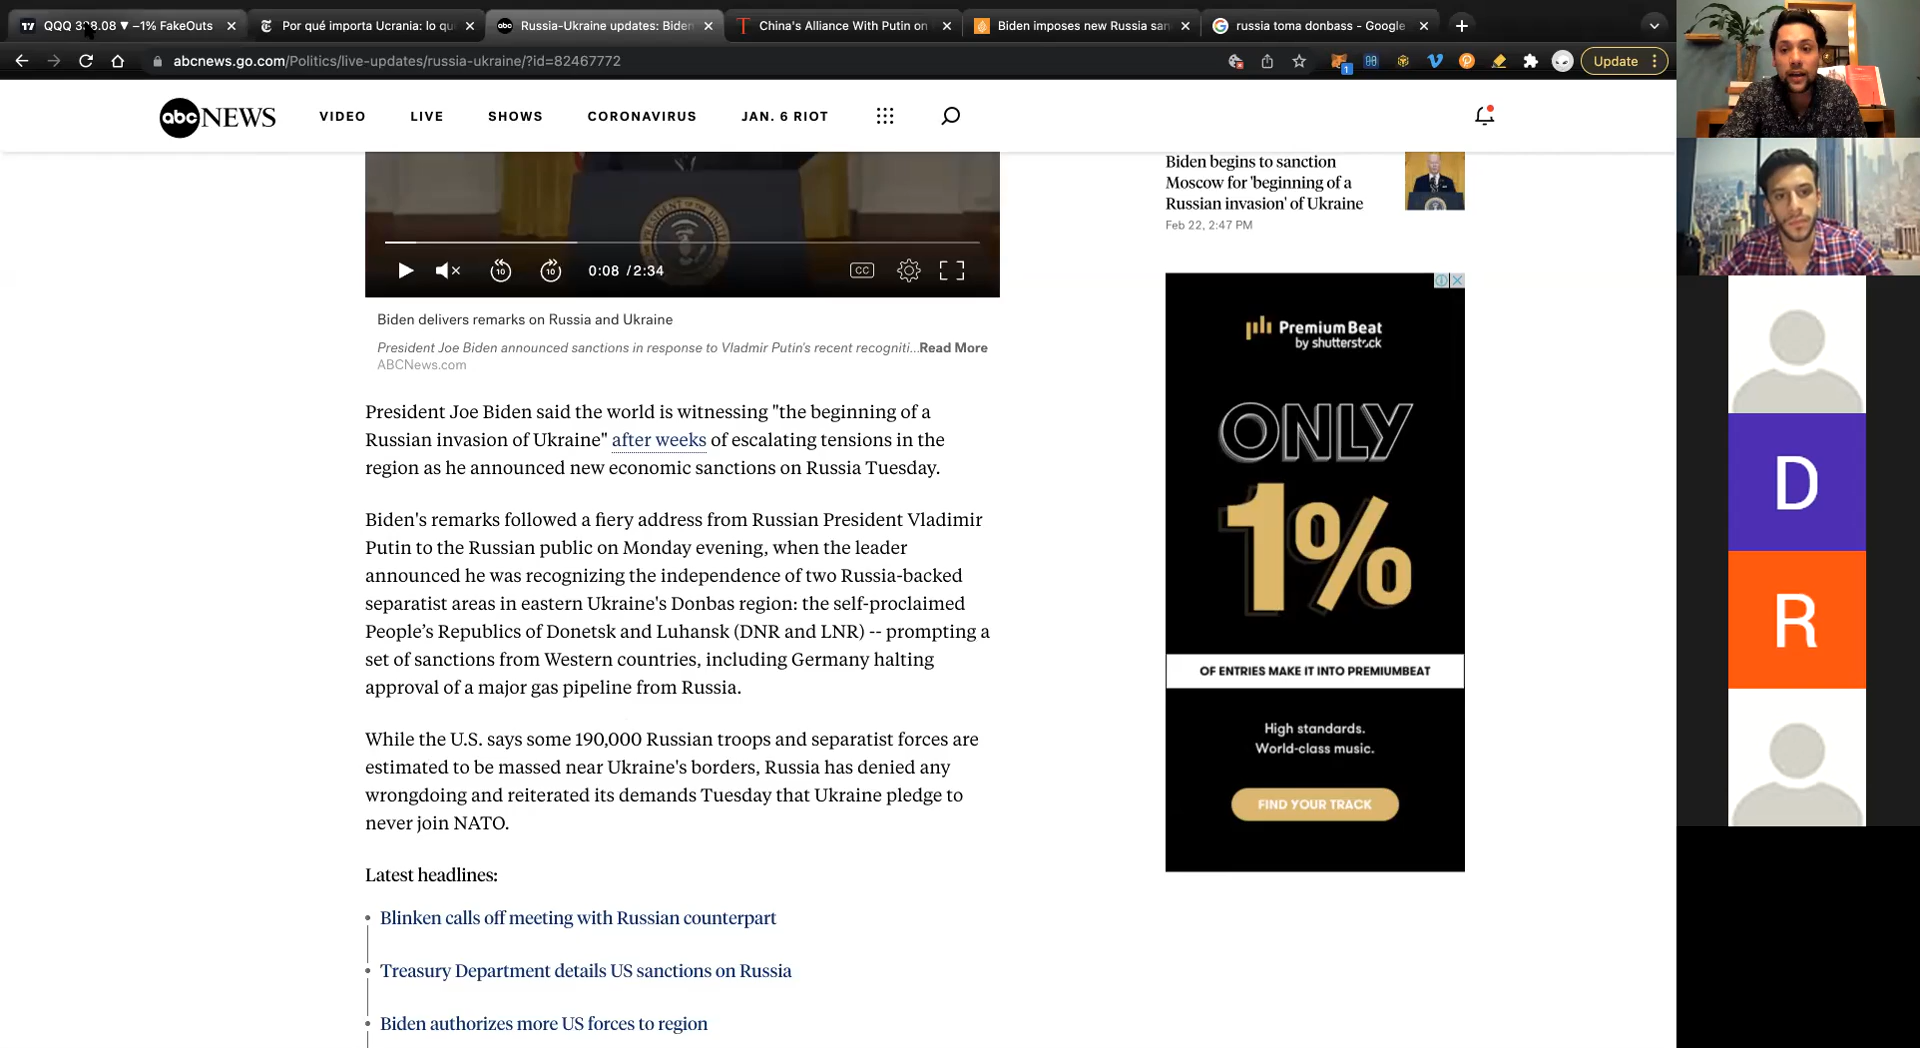 QQQ 338.08 ▼ −1% FakeOuts
Por qué importa Ucrania: lo qu
Russia-Ukraine updates: Biden
China's Alliance With Putin on
Biden imposes new Russia san
russia toma donbass - Google
abcnews.go.com/Politics/live-updates/russia-ukraine/?id=82467772
1
Update
abc NEWS
VIDEO
LIVE
SHOWS
CORONAVIRUS
JAN. 6 RIOT
10
10
0:08 / 2:34
CC
Biden delivers remarks on Russia and Ukraine
President Joe Biden announced sanctions in response to Vladmir Putin's recent recogniti...Read More
ABCNews.com
President Joe Biden said the world is witnessing "the beginning of a
Russian invasion of Ukraine" after weeks of escalating tensions in the
region as he announced new economic sanctions on Russia Tuesday.
Biden's remarks followed a fiery address from Russian President Vladimir
Putin to the Russian public on Monday evening, when the leader
announced he was recognizing the independence of two Russia-backed
separatist areas in eastern Ukraine's Donbas region: the self-proclaimed
People’s Republics of Donetsk and Luhansk (DNR and LNR) -- prompting a
set of sanctions from Western countries, including Germany halting
approval of a major gas pipeline from Russia.
While the U.S. says some 190,000 Russian troops and separatist forces are
estimated to be massed near Ukraine's borders, Russia has denied any
wrongdoing and reiterated its demands Tuesday that Ukraine pledge to
never join NATO.
Latest headlines:
Blinken calls off meeting with Russian counterpart
Treasury Department details US sanctions on Russia
Biden authorizes more US forces to region
Biden begins to sanction
Moscow for 'beginning of a
Russian invasion' of Ukraine
Feb 22, 2:47 PM
PremiumBeat
by shutterstock
ONLY
1%
OF ENTRIES MAKE IT INTO PREMIUMBEAT
High standards.
World-class music.
FIND YOUR TRACK
D
R